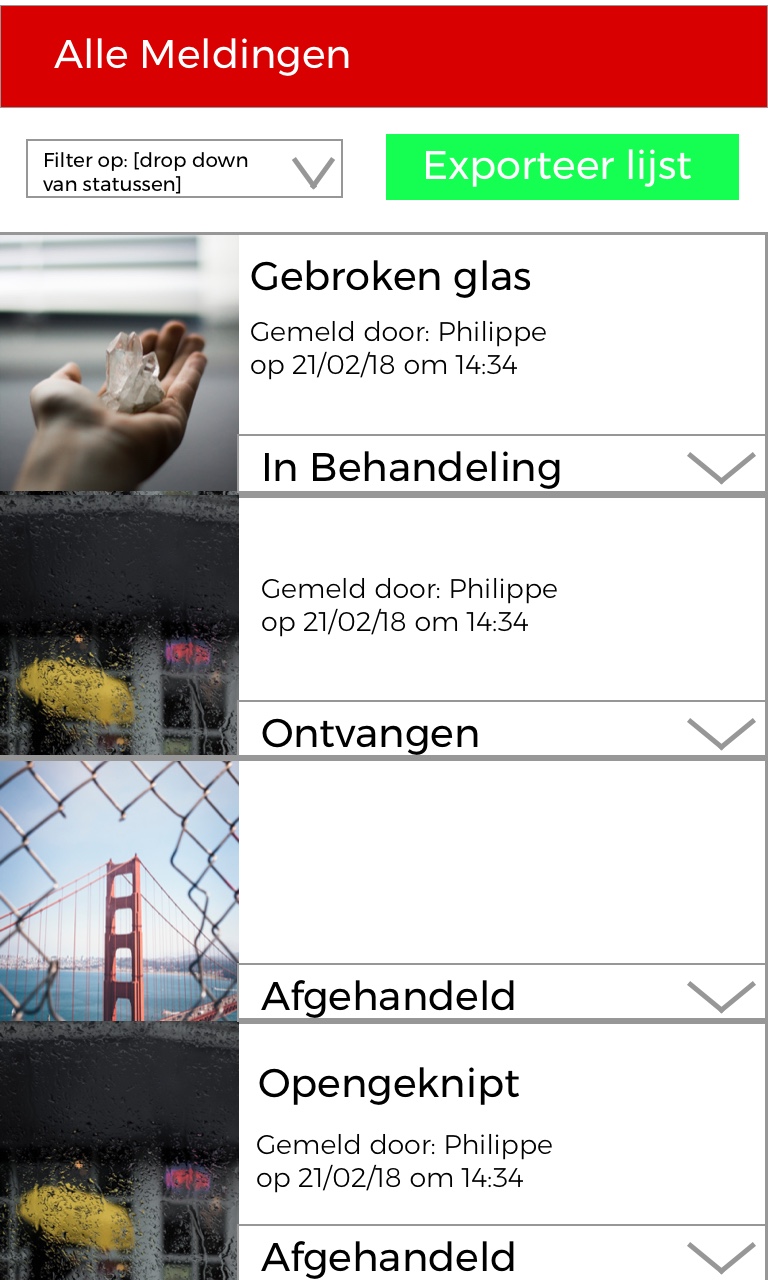 Alle Meldingen
Filter op: [drop down
van statussen]
Exporteer lijst
Gebroken glas
Gemeld door: Philippe
op 21/02/18 om 14:34
In Behandeling
Gemeld door: Philippe
op 21/02/18 om 14:34
Ontvangen
Afgehandeld
Opengeknipt
Gemeld door: Philippe
op 21/02/18 om 14:34
Afgehandeld